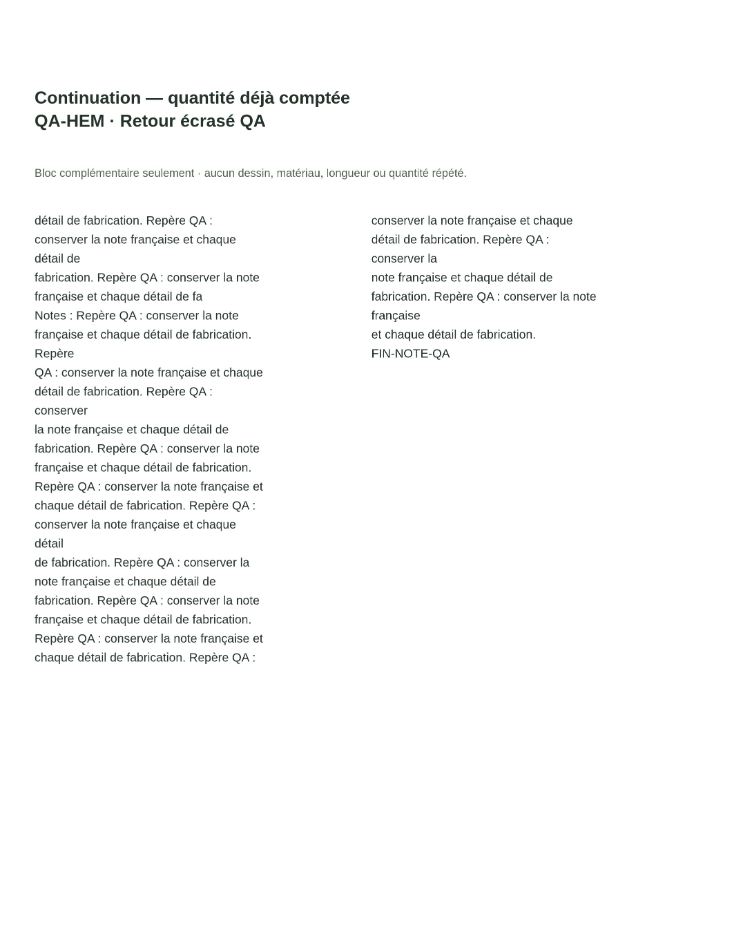 Continuation — quantité déjà comptée
QA-HEM · Retour écrasé QA
Bloc complémentaire seulement · aucun dessin, matériau, longueur ou quantité répété.
détail de fabrication. Repère QA :
conserver la note française et chaque
détail de
fabrication. Repère QA : conserver la note
française et chaque détail de fa
Notes : Repère QA : conserver la note
française et chaque détail de fabrication.
Repère
QA : conserver la note française et chaque
détail de fabrication. Repère QA :
conserver
la note française et chaque détail de
fabrication. Repère QA : conserver la note
française et chaque détail de fabrication.
Repère QA : conserver la note française et
chaque détail de fabrication. Repère QA :
conserver la note française et chaque
détail
de fabrication. Repère QA : conserver la
note française et chaque détail de
fabrication. Repère QA : conserver la note
française et chaque détail de fabrication.
Repère QA : conserver la note française et
chaque détail de fabrication. Repère QA :
conserver la note française et chaque
détail de fabrication. Repère QA :
conserver la
note française et chaque détail de
fabrication. Repère QA : conserver la note
française
et chaque détail de fabrication.
FIN-NOTE-QA